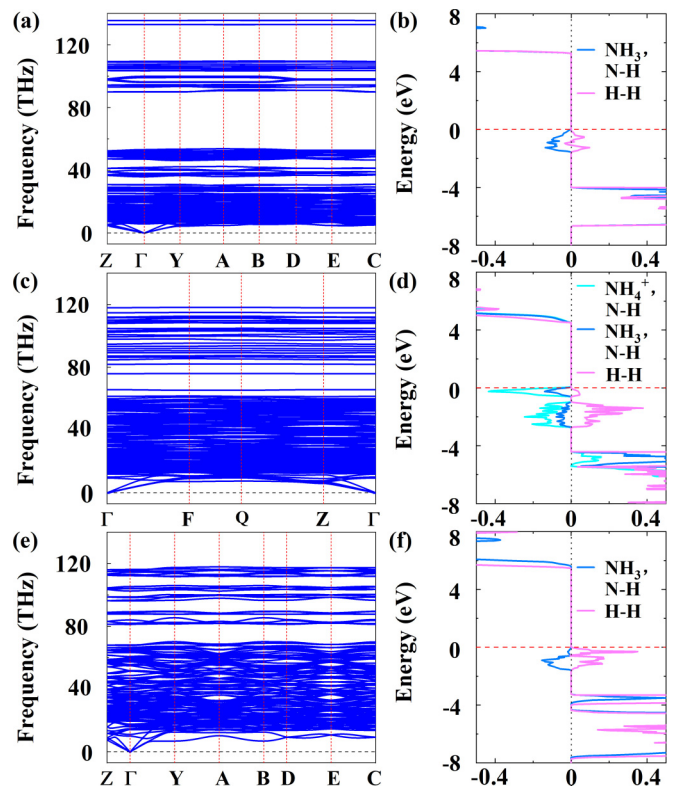 (a)
Frequency (THz)
120
80
40
0
Z Γ Y A B D E C
(b)
Energy (eV)
8
4
0
-4
-8
-0.4 0 0.4
NH₃,
N-H
H-H
(c)
Frequency (THz)
120
80
40
0
Γ F Q Z Γ
(d)
Energy (eV)
8
4
0
-4
-8
-0.4 0 0.4
NH₄⁺,
N-H
NH₃,
N-H
H-H
(e)
Frequency (THz)
120
80
40
0
Z Γ Y A B D E C
(f)
Energy (eV)
8
4
0
-4
-8
-0.4 0 0.4
NH₃,
N-H
H-H